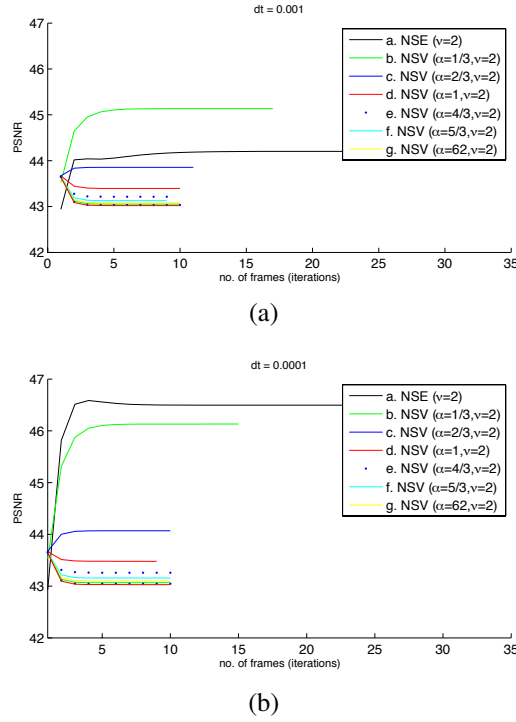 dt = 0.001
47
46
45
44
43
42
PSNR
0
5
10
15
20
25
30
35
no. of frames (iterations)
a. NSE (ν=2)
b. NSV (α=1/3,ν=2)
c. NSV (α=2/3,ν=2)
d. NSV (α=1,ν=2)
e. NSV (α=4/3,ν=2)
f. NSV (α=5/3,ν=2)
g. NSV (α=62,ν=2)
(a)
dt = 0.0001
47
46
45
44
43
42
PSNR
0
5
10
15
20
25
30
35
no. of frames (iterations)
a. NSE (ν=2)
b. NSV (α=1/3,ν=2)
c. NSV (α=2/3,ν=2)
d. NSV (α=1,ν=2)
e. NSV (α=4/3,ν=2)
f. NSV (α=5/3,ν=2)
g. NSV (α=62,ν=2)
(b)